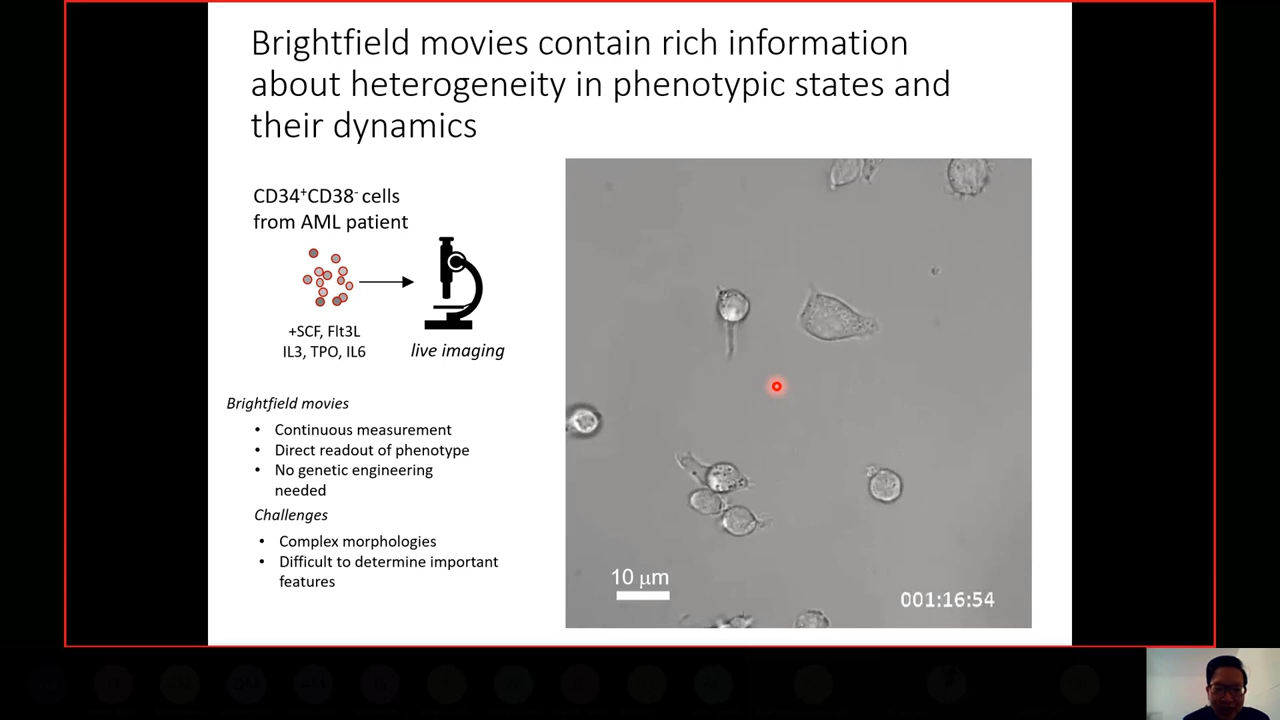 Brightfield movies contain rich information
about heterogeneity in phenotypic states and
their dynamics
CD34⁺CD38⁻ cells
from AML patient
+SCF, Flt3L
IL3, TPO, IL6
live imaging
Brightfield movies
• Continuous measurement
• Direct readout of phenotype
• No genetic engineering
needed
Challenges
• Complex morphologies
• Difficult to determine important
features
10 μm
001:16:54